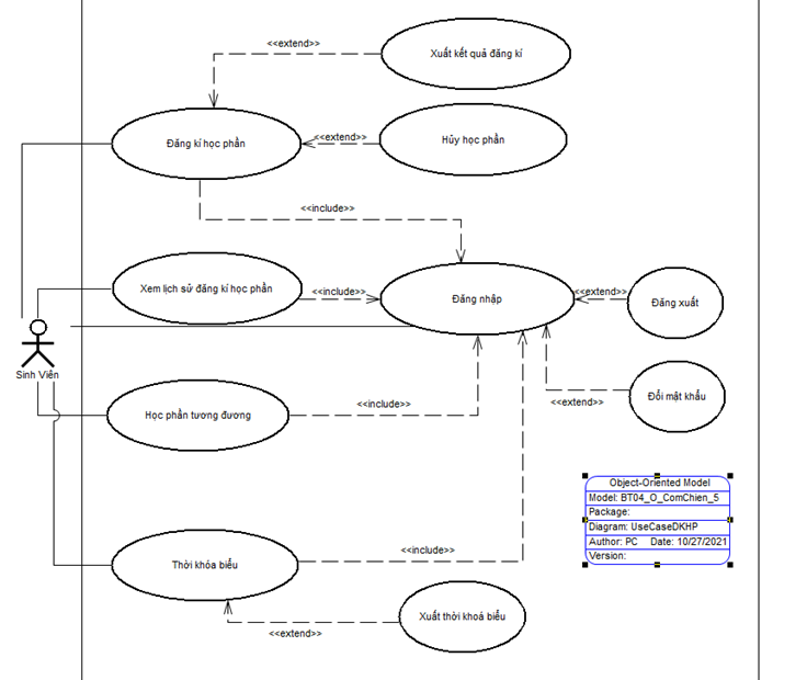 <<extend>>
Xuất kết quả đăng kí
Đăng kí học phần
<<extend>>
Hủy học phần
<<include>>
Xem lịch sử đăng kí học phần
<<include>>
Đăng nhập
<<extend>>
Đăng xuất
Sinh Viên
Học phần tương đương
<<include>>
<<extend>>
Đổi mật khẩu
Object-Oriented Model
Model: BT04_O_ComChien_5
Package:
Diagram: UseCaseDKHP
Author: PC Date: 10/27/2021
Version:
<<include>>
Thời khóa biểu
Xuất thời khoá biểu
<<extend>>